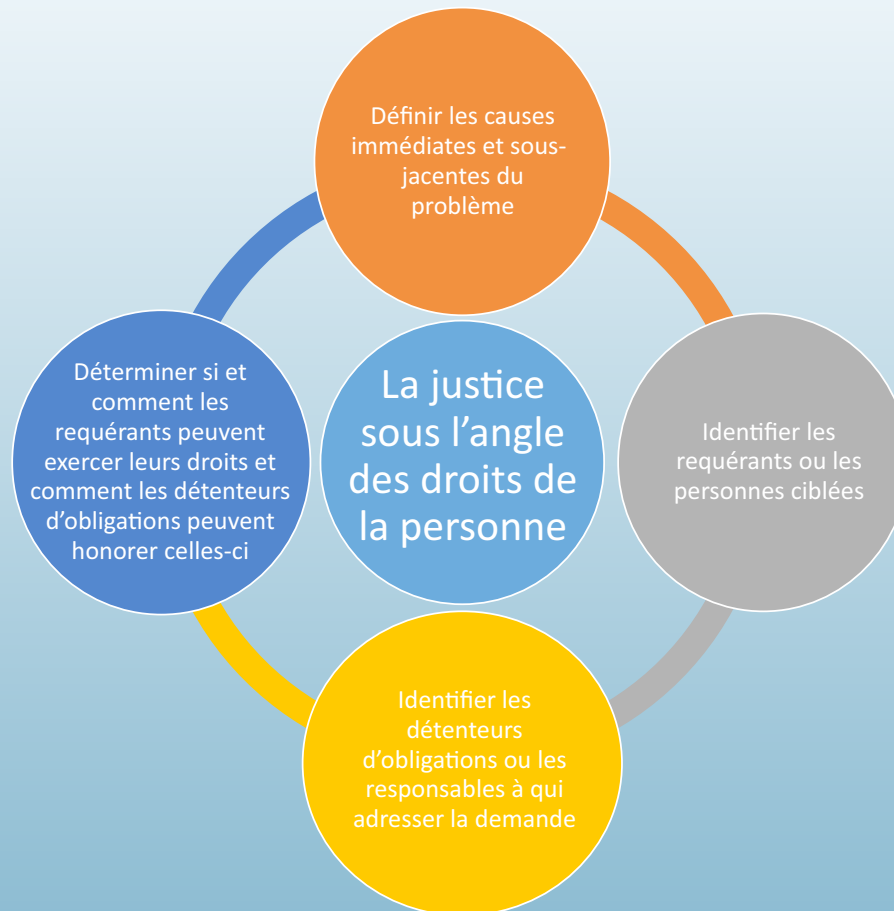 Définir les causes
immédiates et sous-
jacentes du
problème
Identifier les
requérants ou les
personnes ciblées
Identifier les
détenteurs
d’obligations ou les
responsables à qui
adresser la demande
Déterminer si et
comment les
requérants peuvent
exercer leurs droits et
comment les détenteurs
d’obligations peuvent
honorer celles-ci
La justice
sous l’angle
des droits de
la personne